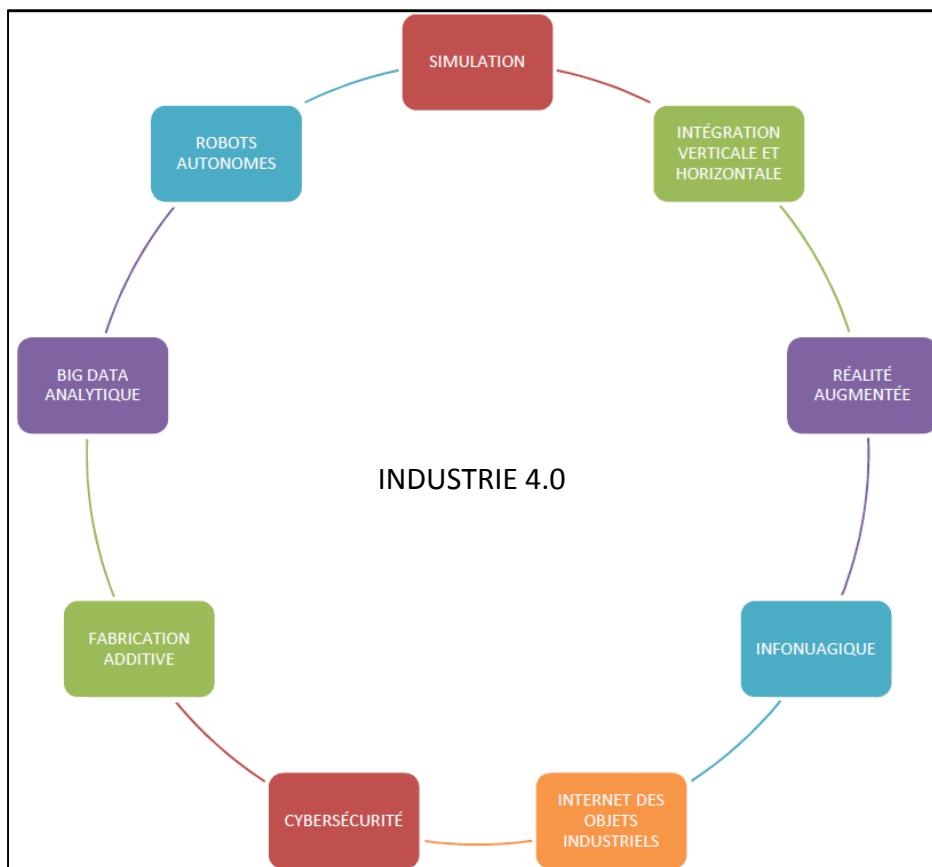 SIMULATION
INTÉGRATION
VERTICALE ET
HORIZONTALE
RÉALITÉ
AUGMENTÉE
INFONUAGIQUE
INTERNET DES
OBJETS
INDUSTRIELS
CYBERSÉCURITÉ
FABRICATION
ADDITIVE
BIG DATA
ANALYTIQUE
ROBOTS
AUTONOMES
INDUSTRIE 4.0